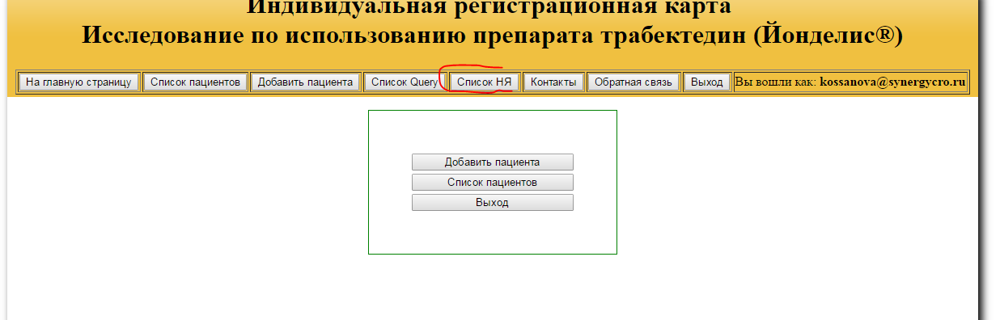 Индивидуальная регистрационная карта
Исследование по использованию препарата трабектедин (Йонделис®)
На главную страницу Список пациентов Добавить пациента Список Query Список НЯ Контакты Обратная связь Выход Вы вошли как: kossanova@synergycro.ru
Добавить пациента
Список пациентов
Выход